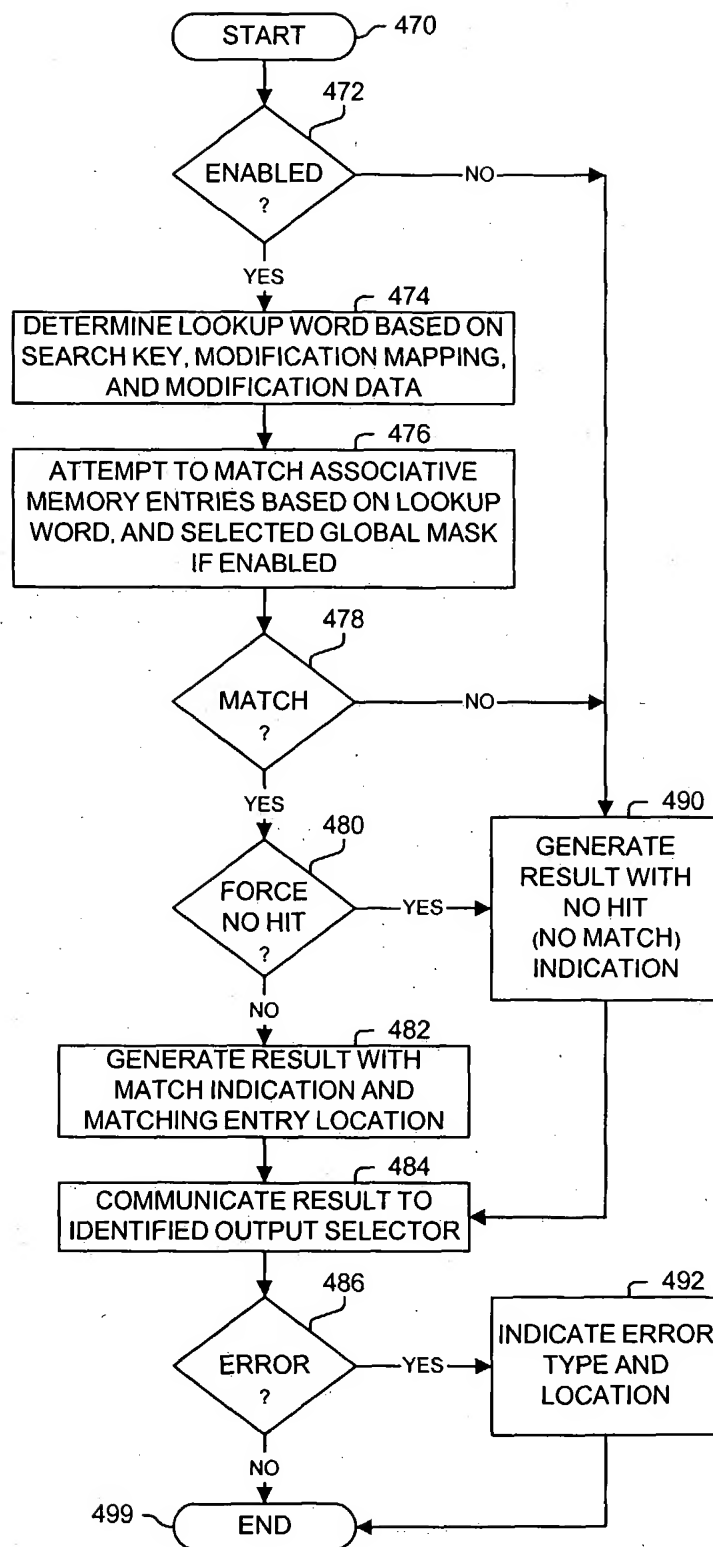 START
470
472
ENABLED
?
NO
YES
474
DETERMINE LOOKUP WORD BASED ON
SEARCH KEY, MODIFICATION MAPPING,
AND MODIFICATION DATA
476
ATTEMPT TO MATCH ASSOCIATIVE
MEMORY ENTRIES BASED ON LOOKUP
WORD, AND SELECTED GLOBAL MASK
IF ENABLED
478
MATCH
?
NO
YES
480
FORCE
NO HIT
?
YES
NO
490
GENERATE
RESULT WITH
NO HIT
(NO MATCH)
INDICATION
482
GENERATE RESULT WITH
MATCH INDICATION AND
MATCHING ENTRY LOCATION
484
COMMUNICATE RESULT TO
IDENTIFIED OUTPUT SELECTOR
486
ERROR
?
YES
NO
492
INDICATE ERROR
TYPE AND
LOCATION
499
END